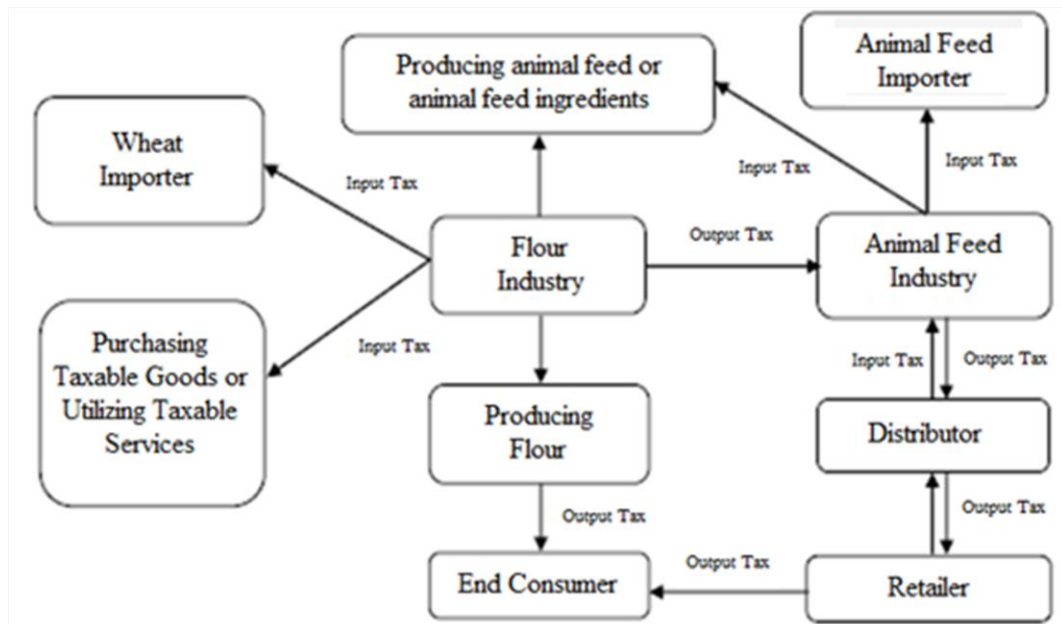 Producing animal feed or
animal feed ingredients
Animal Feed
Importer
Wheat
Importer
Input Tax
Input Tax
Input Tax
Flour
Industry
Output Tax
Animal Feed
Industry
Purchasing
Taxable Goods or
Utilizing Taxable
Services
Input Tax
Input Tax
Output Tax
Producing
Flour
Distributor
Output Tax
Output Tax
End Consumer
Output Tax
Retailer